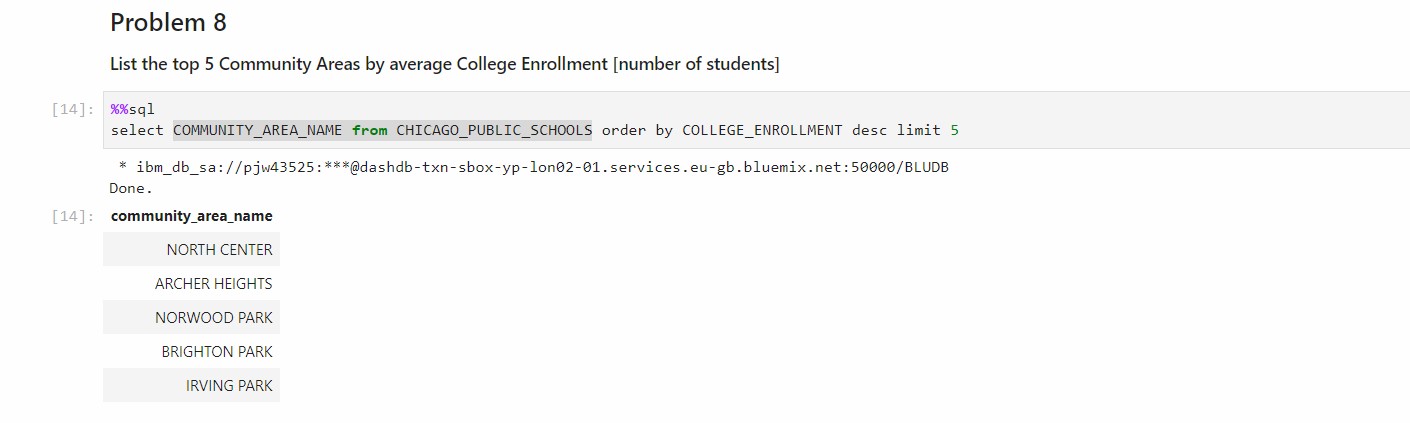 Problem 8
List the top 5 Community Areas by average College Enrollment [number of students]
[14]: %%sql
select COMMUNITY_AREA_NAME from CHICAGO_PUBLIC_SCHOOLS order by COLLEGE_ENROLLMENT desc limit 5
* ibm_db_sa://pjw43525:***@dashdb-txn-sbox-yp-lon02-01.services.eu-gb.bluemix.net:50000/BLUDB
Done.
[14]: community_area_name
NORTH CENTER
ARCHER HEIGHTS
NORWOOD PARK
BRIGHTON PARK
IRVING PARK